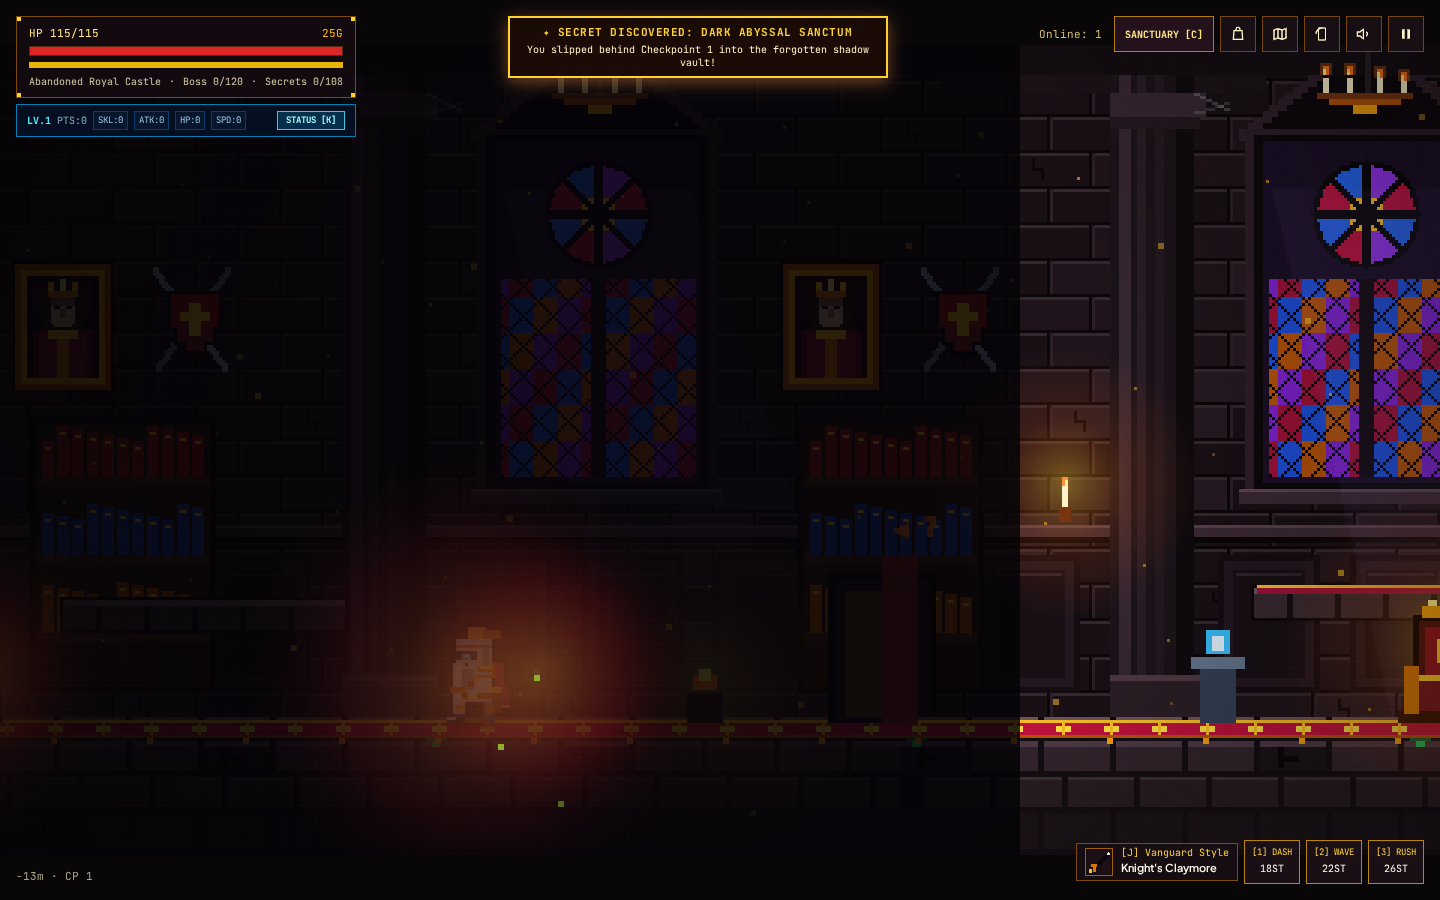 HP 115/115
25G
Abandoned Royal Castle · Boss 0/120 · Secrets 0/108
LV.1 PTS:0 SKL:0 ATK:0 HP:0 SPD:0 STATUS [K]
✦ SECRET DISCOVERED: DARK ABYSSAL SANCTUM
You slipped behind Checkpoint 1 into the forgotten shadow
vault!
Online: 1
SANCTUARY [C]
-13m · CP 1
[J] Vanguard Style
Knight's Claymore
[1] DASH
18ST
[2] WAVE
22ST
[3] RUSH
26ST